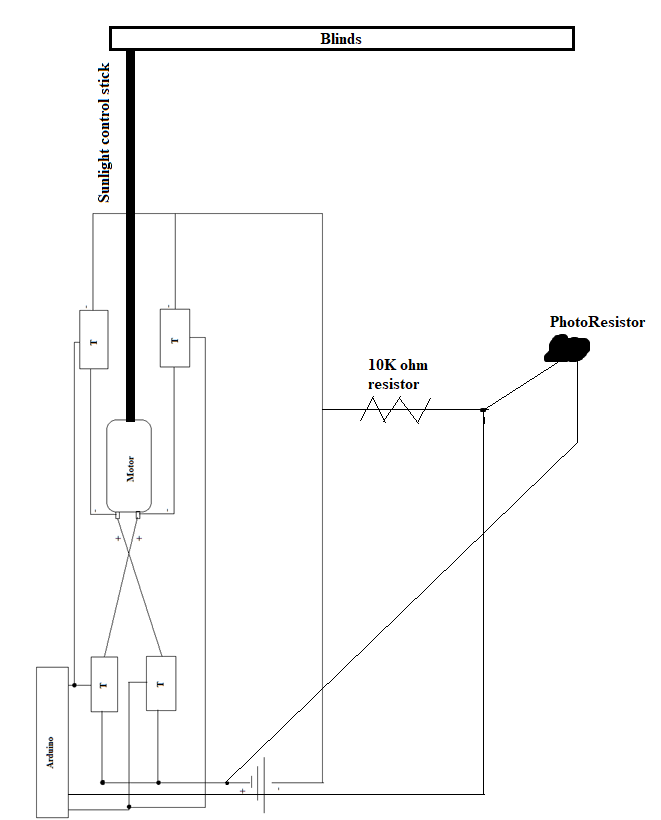 Blinds
Sunlight control stick
-
-
T
T
PhotoResistor
10K ohm
resistor
Motor
-
-
+
+
T
T
Arduino
+
-